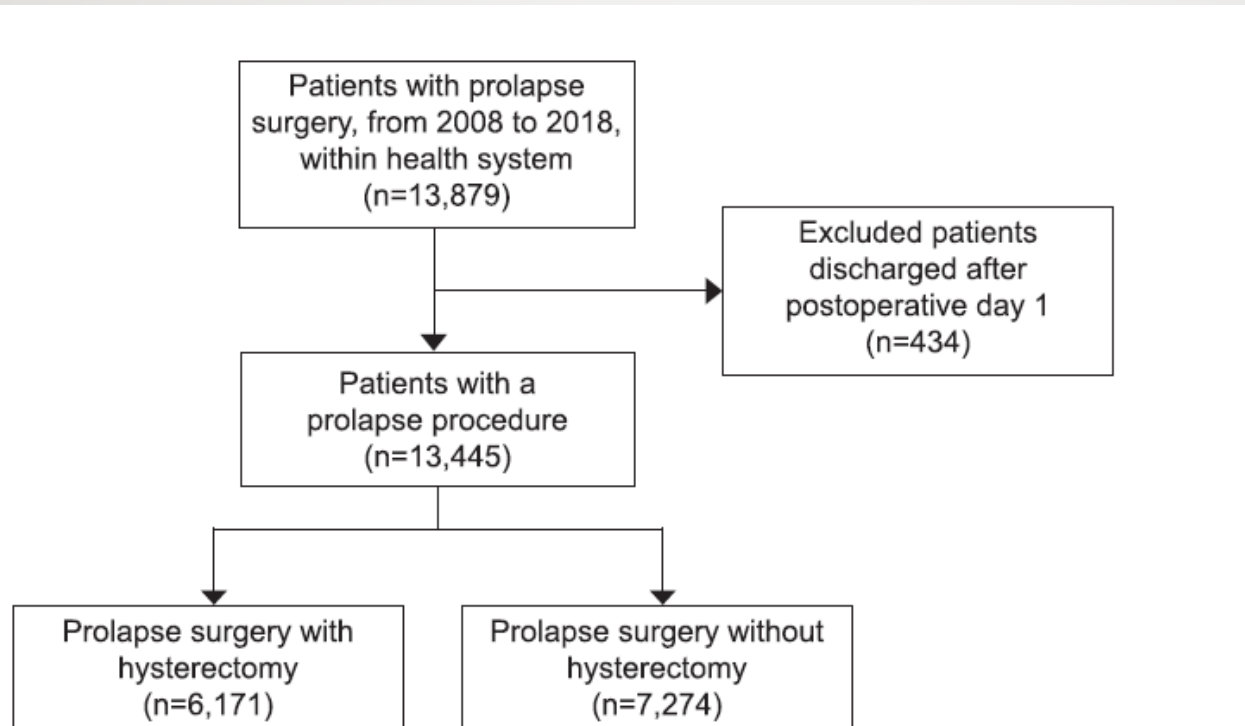 Patients with prolapse
surgery, from 2008 to 2018,
within health system
(n=13,879)
Excluded patients
discharged after
postoperative day 1
(n=434)
Patients with a
prolapse procedure
(n=13,445)
Prolapse surgery with
hysterectomy
(n=6,171)
Prolapse surgery without
hysterectomy
(n=7,274)